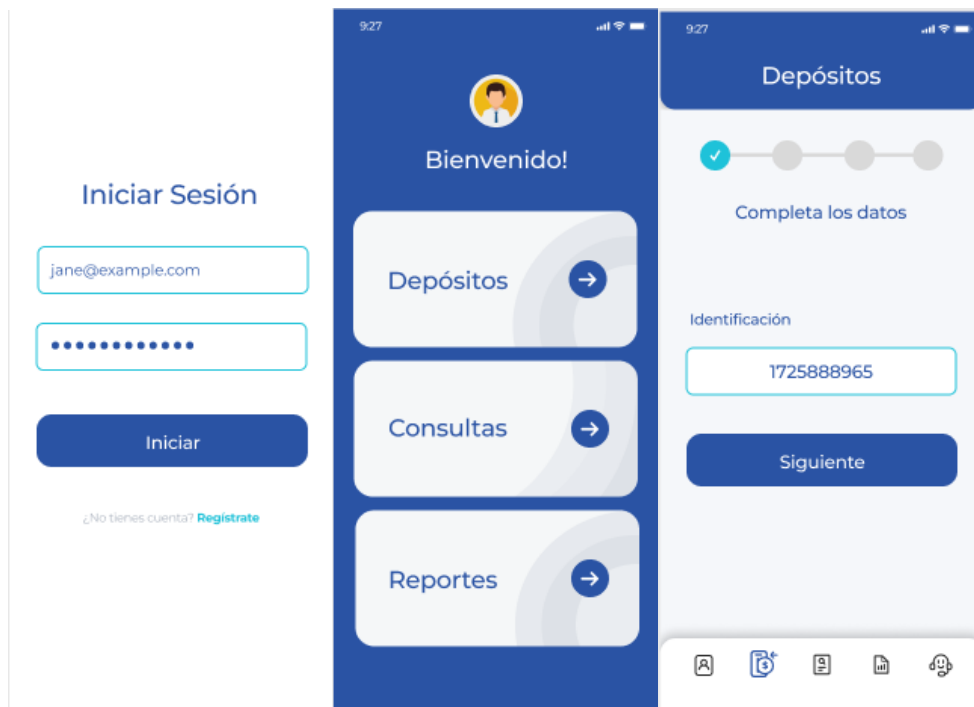 Iniciar Sesión
jane@example.com
Iniciar
¿No tienes cuenta? Regístrate
9:27
Bienvenido!
Depósitos
Consultas
Reportes
9:27
Depósitos
Completa los datos
Identificación
1725888965
Siguiente